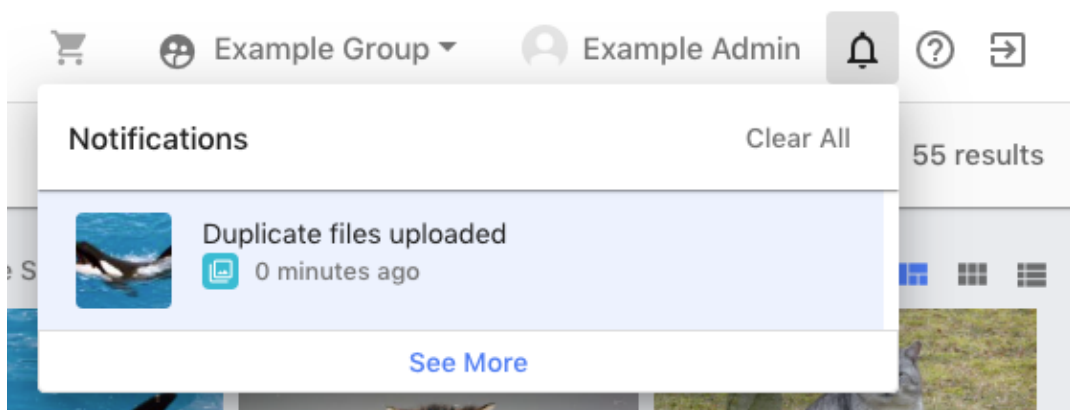 Example Group
Example Admin
Notifications
Clear All
55 results
Duplicate files uploaded
0 minutes ago
See More